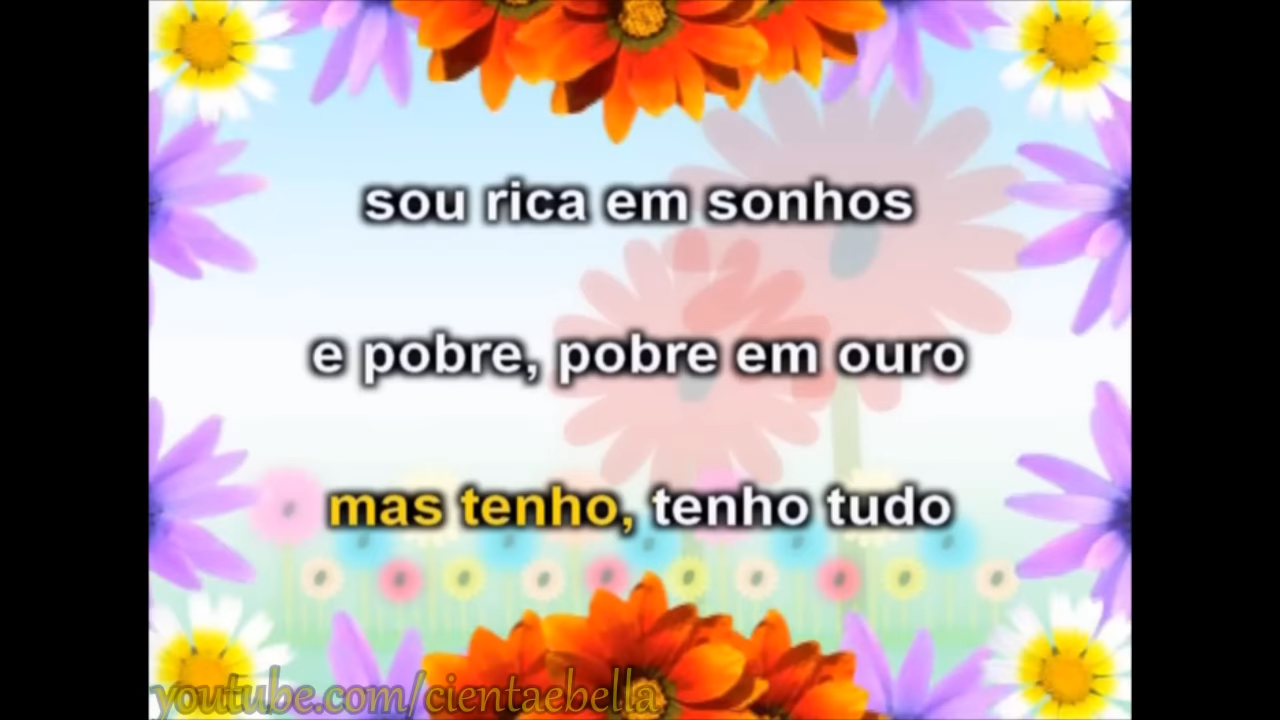 sou rica em sonhos
e pobre, pobre em ouro
mas tenho, tenho tudo
youtube.com/cientaebella